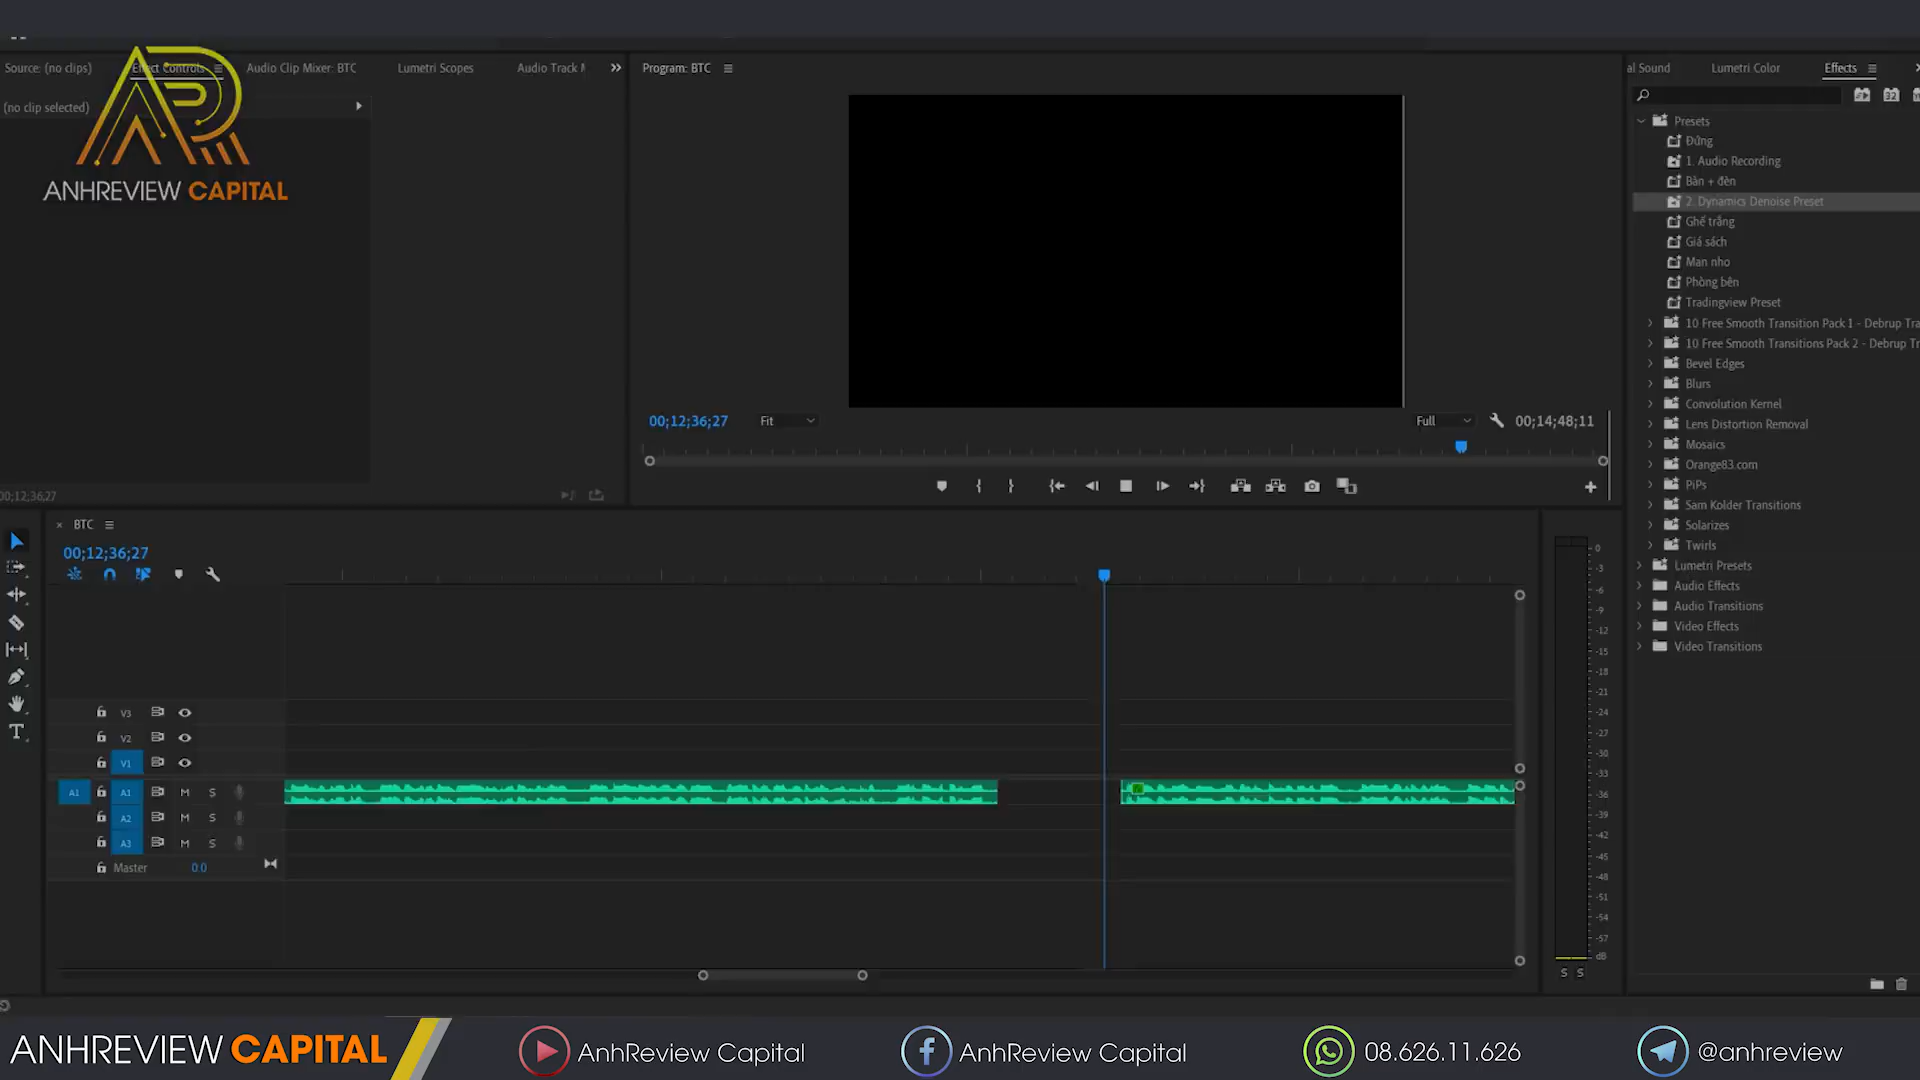 Source: (no clips)
Effect Controls
Audio Clip Mixer: BTC
Lumetri Scopes
Audio Track M
Program: BTC
al Sound
Lumetri Color
Effects
(no clip selected)
ANHREVIEW CAPITAL
Presets
Đứng
1. Audio Recording
Bàn + đèn
2. Dynamics Denoise Preset
Ghế trắng
Giá sách
Man nho
Phòng bên
Tradingview Preset
10 Free Smooth Transition Pack 1 - Debrup Tra
10 Free Smooth Transitions Pack 2 - Debrup Tr
Bevel Edges
Blurs
Convolution Kernel
Lens Distortion Removal
Mosaics
Orange83.com
PiPs
Sam Kolder Transitions
Solarizes
Twirls
Lumetri Presets
Audio Effects
Audio Transitions
Video Effects
Video Transitions
00;12;36;27
Fit
Full
00;14;48;11
00;12;36;27
BTC
00;12;36;27
V3
V2
V1
A1 A1 M S
A2 M S
A3 M S
Master 0.0
0
-3
-6
-9
-12
-15
-18
-21
-24
-27
-30
-33
-36
-39
-42
-45
-48
-51
-54
-57
dB
S S
ANHREVIEW CAPITAL
AnhReview Capital
AnhReview Capital
08.626.11.626
@anhreview